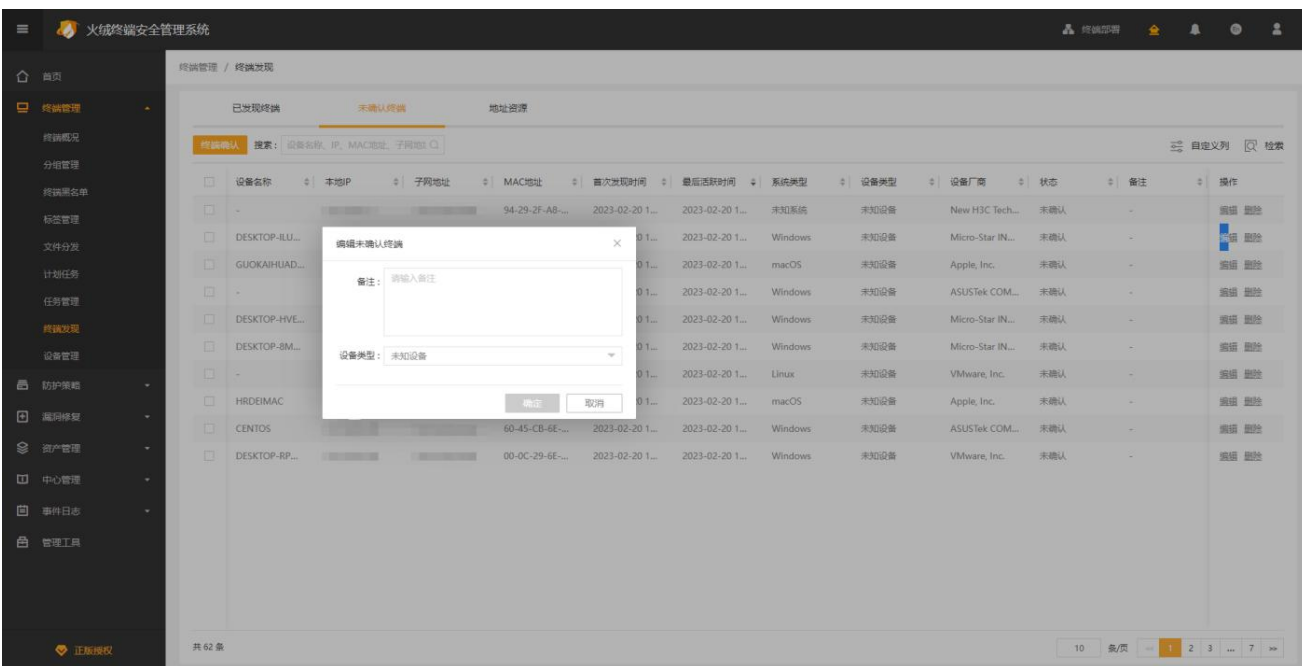 火绒终端安全管理系统
终端部署
首页
终端管理
终端概况
分组管理
终端黑名单
标签管理
文件分发
计划任务
任务管理
终端发现
设备管理
防护策略
漏洞修复
资产管理
中心管理
事件日志
管理工具
正版授权
终端管理 / 终端发现
已发现终端 未确认终端 地址资源
终端确认 搜索: 设备名称、IP、MAC地址、子网地址 自定义列 检索
设备名称 本地IP 子网地址 MAC地址 首次发现时间 最后活跃时间 系统类型 设备类型 设备厂商 状态 备注 操作
- 94-29-2F-A8-... 2023-02-20 1... 2023-02-20 1... 未知系统 未知设备 New H3C Tech... 未确认 - 编辑 删除
DESKTOP-ILU... 0 1... 2023-02-20 1... Windows 未知设备 Micro-Star IN... 未确认 - 编辑 删除
GUOKAIHUAD... 0 1... 2023-02-20 1... macOS 未知设备 Apple, Inc. 未确认 - 编辑 删除
- 0 1... 2023-02-20 1... Windows 未知设备 ASUSTek COM... 未确认 - 编辑 删除
DESKTOP-HVE... 0 1... 2023-02-20 1... Windows 未知设备 Micro-Star IN... 未确认 - 编辑 删除
DESKTOP-8M... 0 1... 2023-02-20 1... Windows 未知设备 Micro-Star IN... 未确认 - 编辑 删除
- 0 1... 2023-02-20 1... Linux 未知设备 VMware, Inc. 未确认 - 编辑 删除
HRDEIMAC 0 1... 2023-02-20 1... macOS 未知设备 Apple, Inc. 未确认 - 编辑 删除
CENTOS 60-45-CB-6E-... 2023-02-20 1... 2023-02-20 1... Windows 未知设备 ASUSTek COM... 未确认 - 编辑 删除
DESKTOP-RP... 00-0C-29-6E-... 2023-02-20 1... 2023-02-20 1... Windows 未知设备 VMware, Inc. 未确认 - 编辑 删除
编辑未确认终端 ×
备注: 请输入备注
设备类型: 未知设备
确定 取消
共 62 条 10 条/页 1 2 3 ... 7